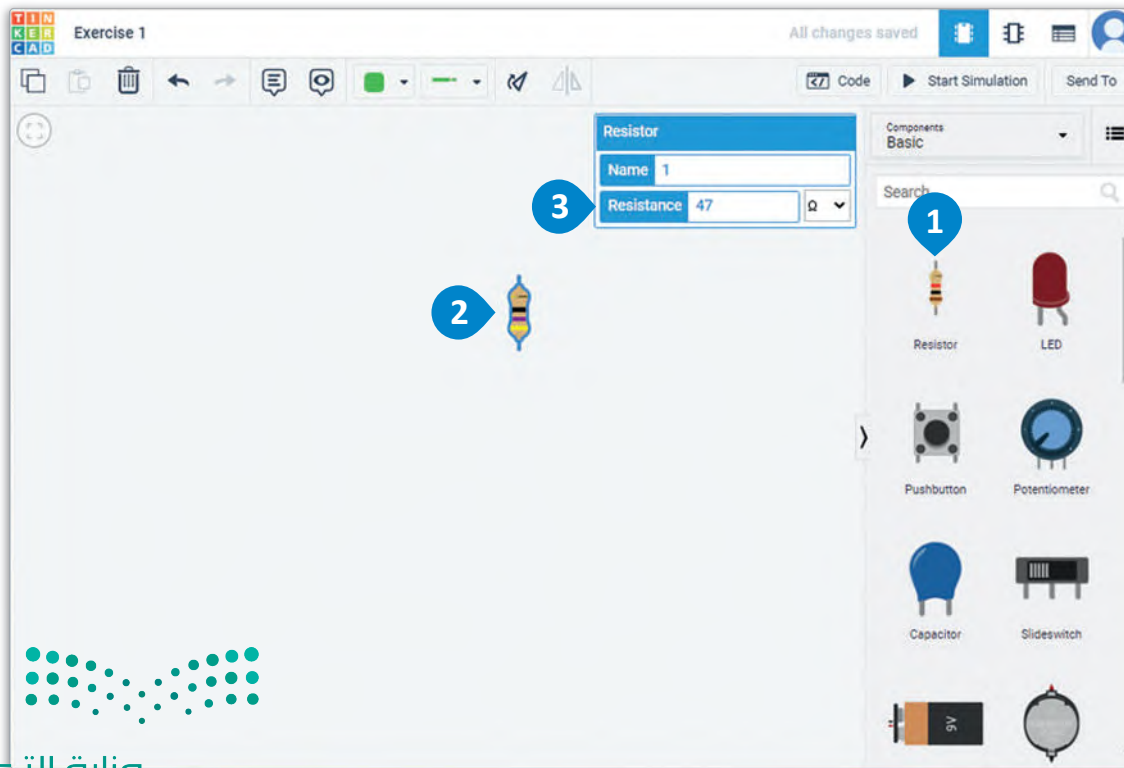 TIN
KER
CAD
Exercise 1
All changes saved
Code
Start Simulation
Send To
Resistor
Name 1
3 Resistance 47 Ω
Components
Basic
Search
1
2
Resistor
LED
Pushbutton
Potentiometer
Capacitor
Slideswitch
9V